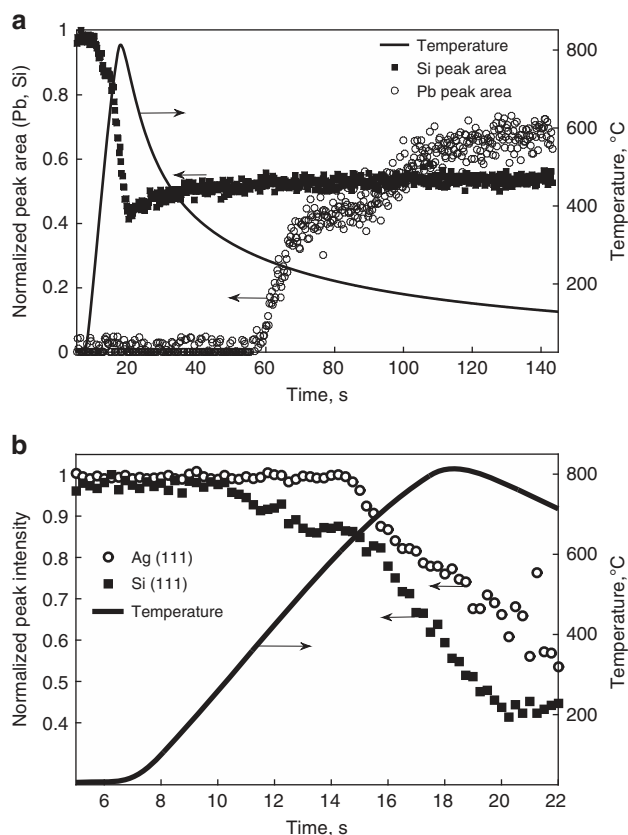 a
Temperature
Si peak area
Pb peak area
Normalized peak area (Pb, Si)
1
0.8
0.6
0.4
0.2
0
800
600
400
200
Temperature, °C
20 40 60 80 100 120 140
Time, s
b
Ag (111)
Si (111)
Temperature
Normalized peak intensity
1
0.9
0.8
0.7
0.6
0.5
0.4
800
600
400
200
Temperature,°C
6 8 10 12 14 16 18 20 22
Time, s